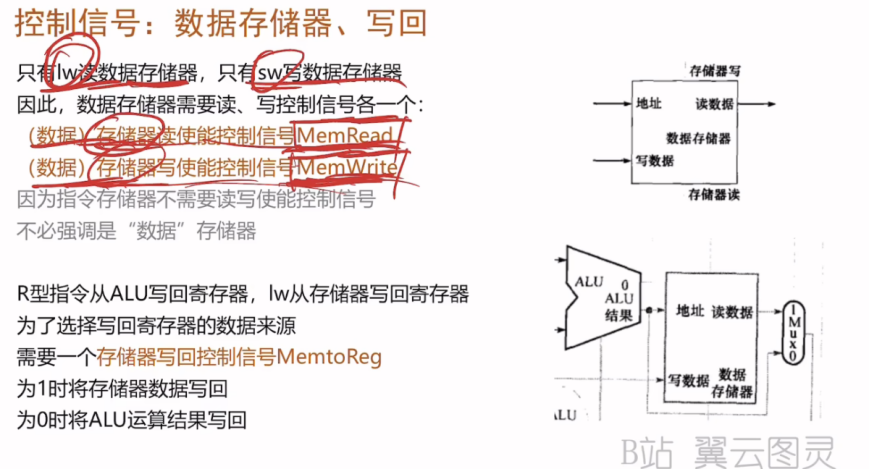 控制信号：数据存储器、写回
只有lw读数据存储器，只有sw写数据存储器
因此，数据存储器需要读、写控制信号各一个：
（数据）存储器读使能控制信号MemRead
（数据）存储器写使能控制信号MemWrite
因为指令存储器不需要读写使能控制信号
不必强调是“数据”存储器
R型指令从ALU写回寄存器，lw从存储器写回寄存器
为了选择写回寄存器的数据来源
需要一个存储器写回控制信号MemtoReg
为1时将存储器数据写回
为0时将ALU运算结果写回
存储器写
地址 读数据
数据存储器
写数据
存储器读
ALU 0
ALU
结果
地址 读数据
1
M
u
x
0
写数据 数据
存储器
ALU
B站 翼云图灵